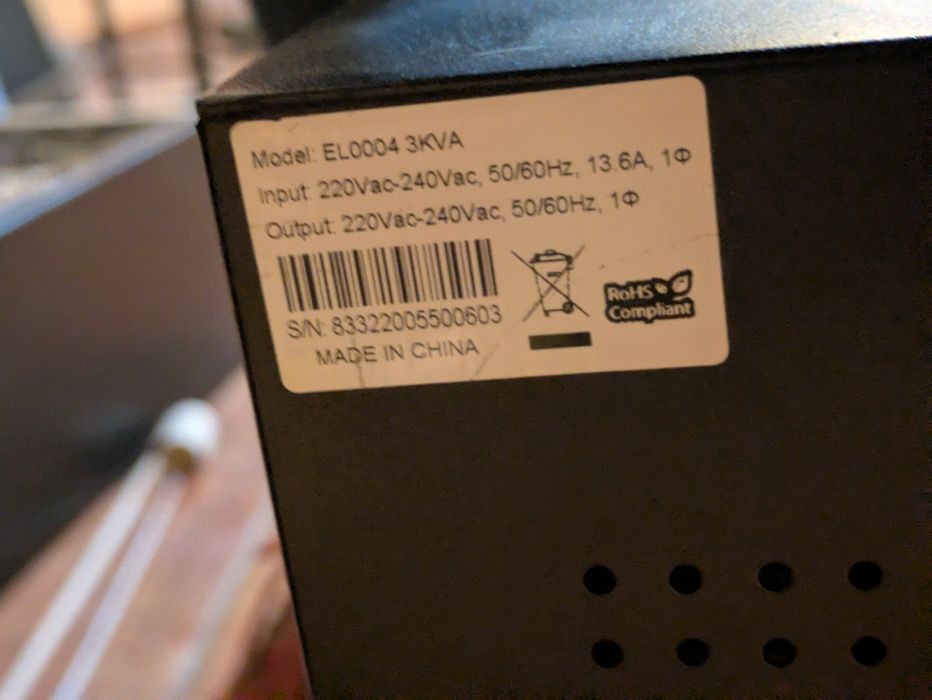 Model: EL0004 3KVA
Input: 220Vac-240Vac, 50/60Hz, 13.6A, 1Φ
Output: 220Vac-240Vac, 50/60Hz, 1Φ
S/N: 83322005500603
MADE IN CHINA
RoHS
Compliant